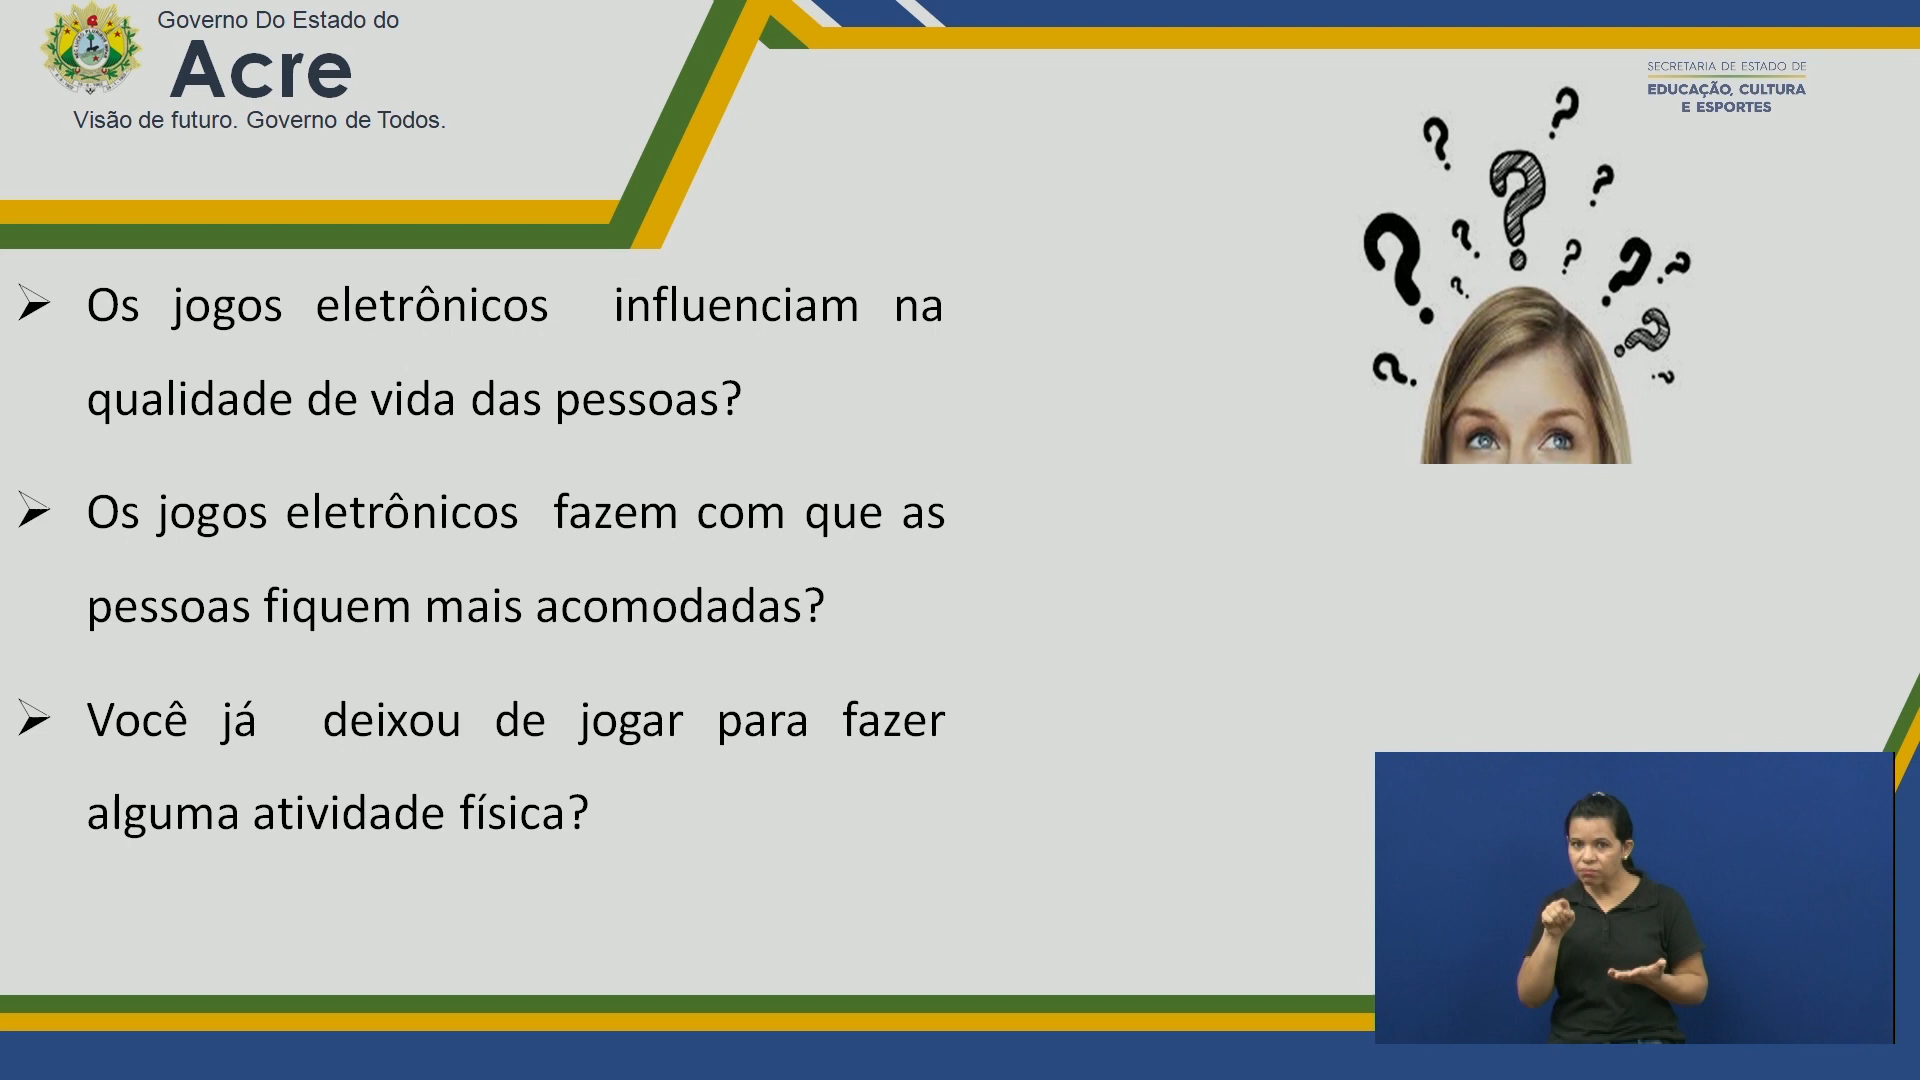 Governo Do Estado do
Acre
Visão de futuro. Governo de Todos.
SECRETARIA DE ESTADO DE
EDUCAÇÃO, CULTURA
E ESPORTES
Os jogos eletrônicos influenciam na
qualidade de vida das pessoas?
Os jogos eletrônicos fazem com que as
pessoas fiquem mais acomodadas?
Você já deixou de jogar para fazer
alguma atividade física?